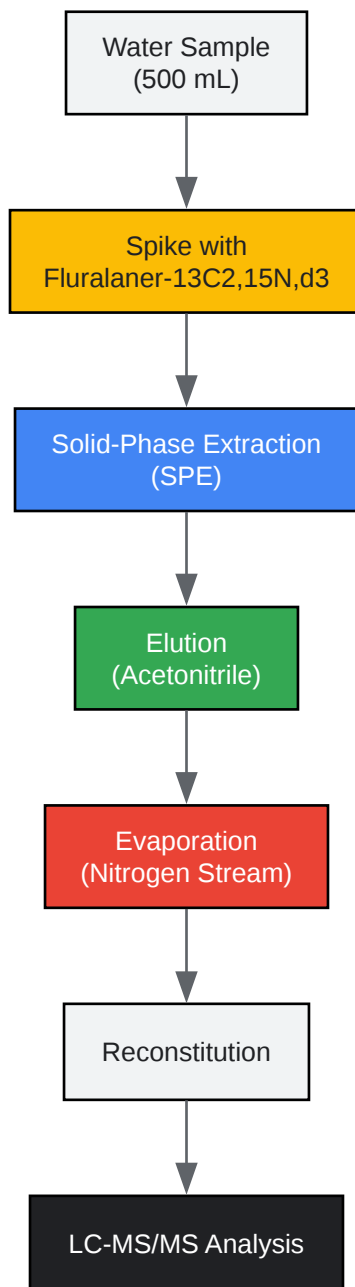 Water Sample
(500 mL)
Spike with
Fluralaner-13C2,15N,d3
Solid-Phase Extraction
(SPE)
Elution
(Acetonitrile)
Evaporation
(Nitrogen Stream)
Reconstitution
LC-MS/MS Analysis